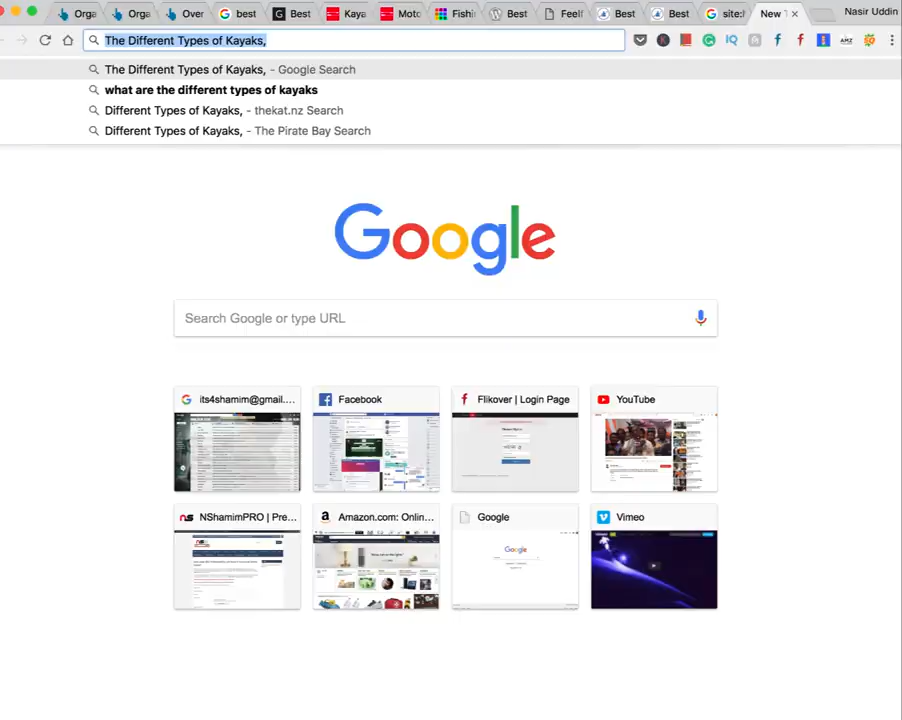 Orga
Orga
Over
best
Best
Kaya
Moto
Fishi
Best
Feelf
Best
Best
site:h
New T
Nasir Uddin
The Different Types of Kayaks,
The Different Types of Kayaks, - Google Search
what are the different types of kayaks
Different Types of Kayaks, - thekat.nz Search
Different Types of Kayaks, - The Pirate Bay Search
Google
Search Google or type URL
its4shamim@gmail....
Facebook
Flikover | Login Page
YouTube
NShamimPRO | Pre...
Amazon.com: Onlin...
Google
Vimeo